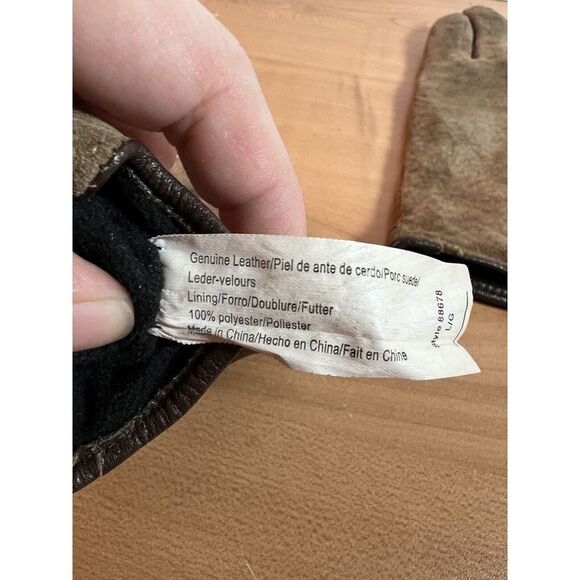 Genuine Leather/Piel de ante de cerdo/Porc suede/
Leder-velours
Lining/Forro/Doublure/Futter
100% polyester/Poliester
Made in China/Hecho en China/Fait en Chine
Style 88678
L/G